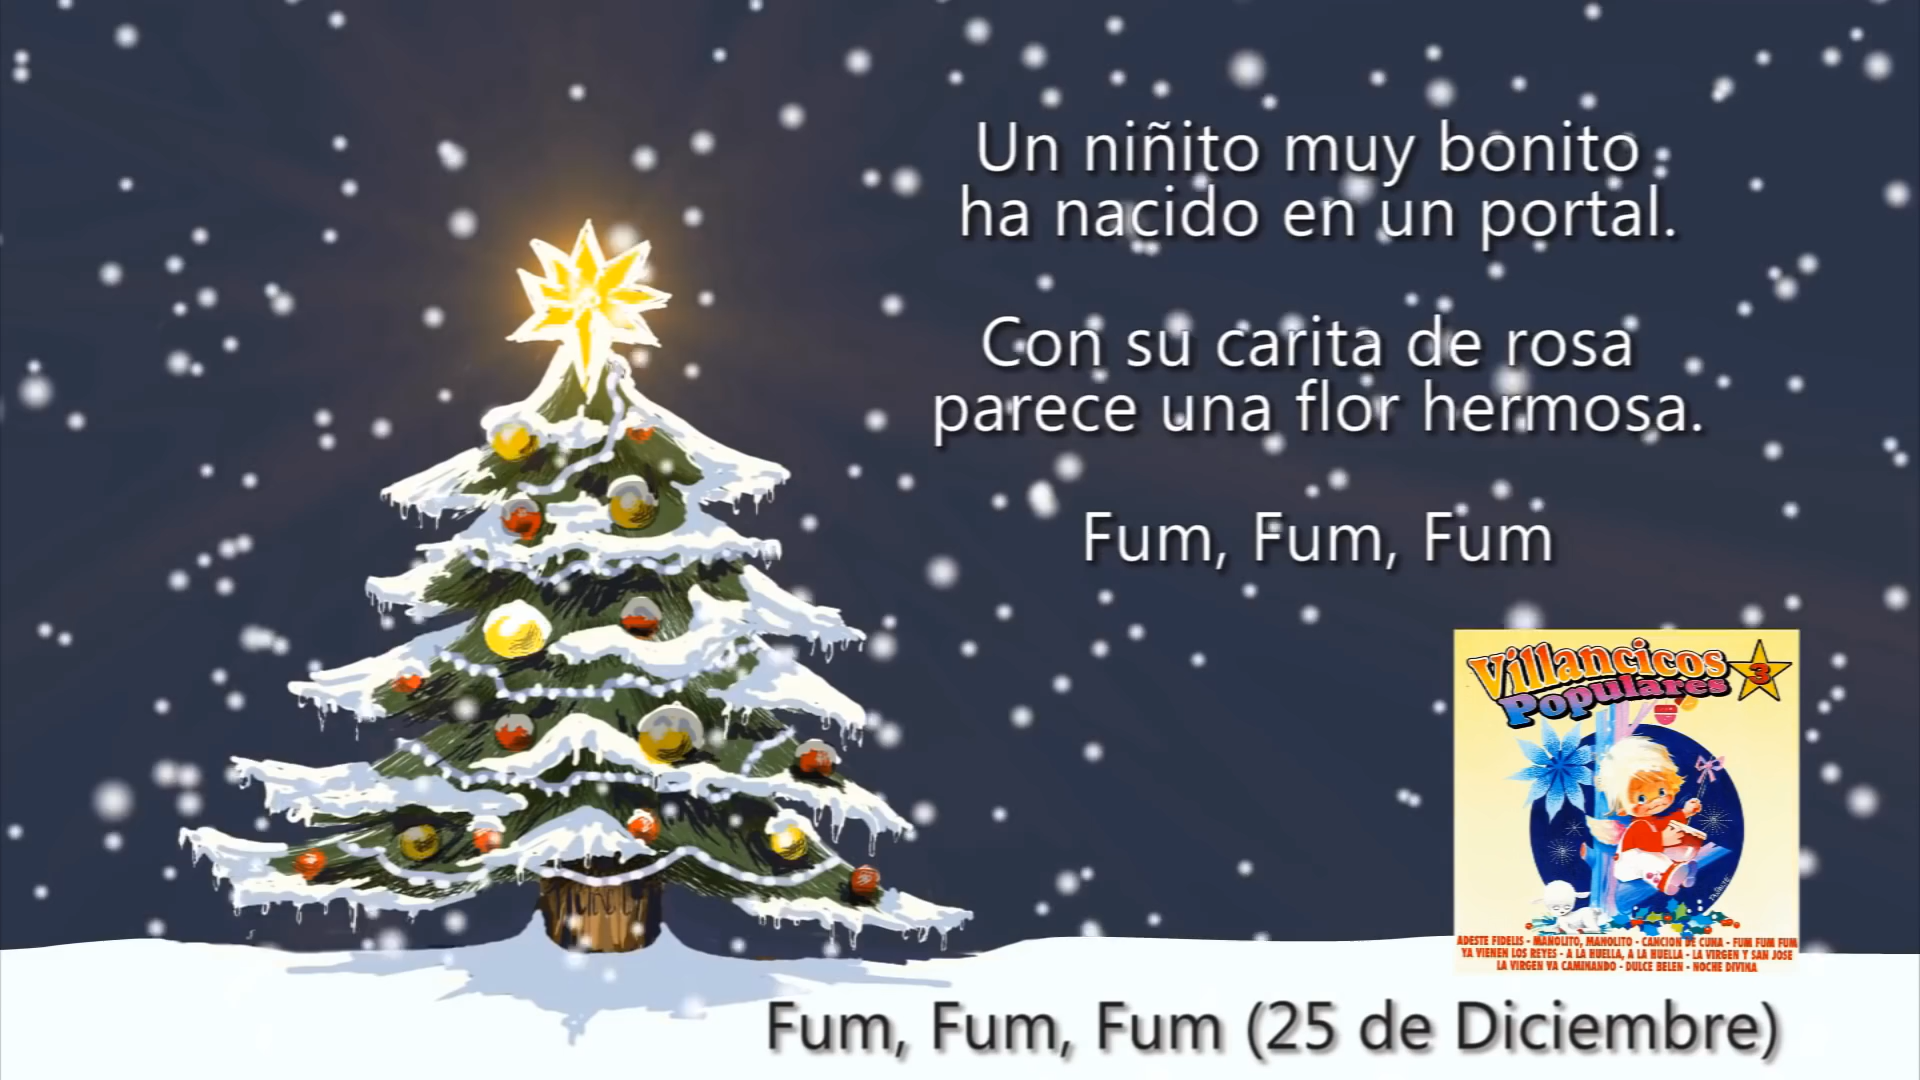 Un niñito muy bonito
ha nacido en un portal.
Con su carita de rosa
parece una flor hermosa.
Fum, Fum, Fum
Villancicos
Populares
3
ADESTE FIDELIS - MANOLITO, MANOLITO - CANCION DE CUNA - FUM FUM FUM
YA VIENEN LOS REYES - A LA HUELLA, A LA HUELLA - LA VIRGEN Y SAN JOSE
LA VIRGEN VA CAMINANDO - DULCE BELEN - NOCHE DIVINA
Fum, Fum, Fum (25 de Diciembre)